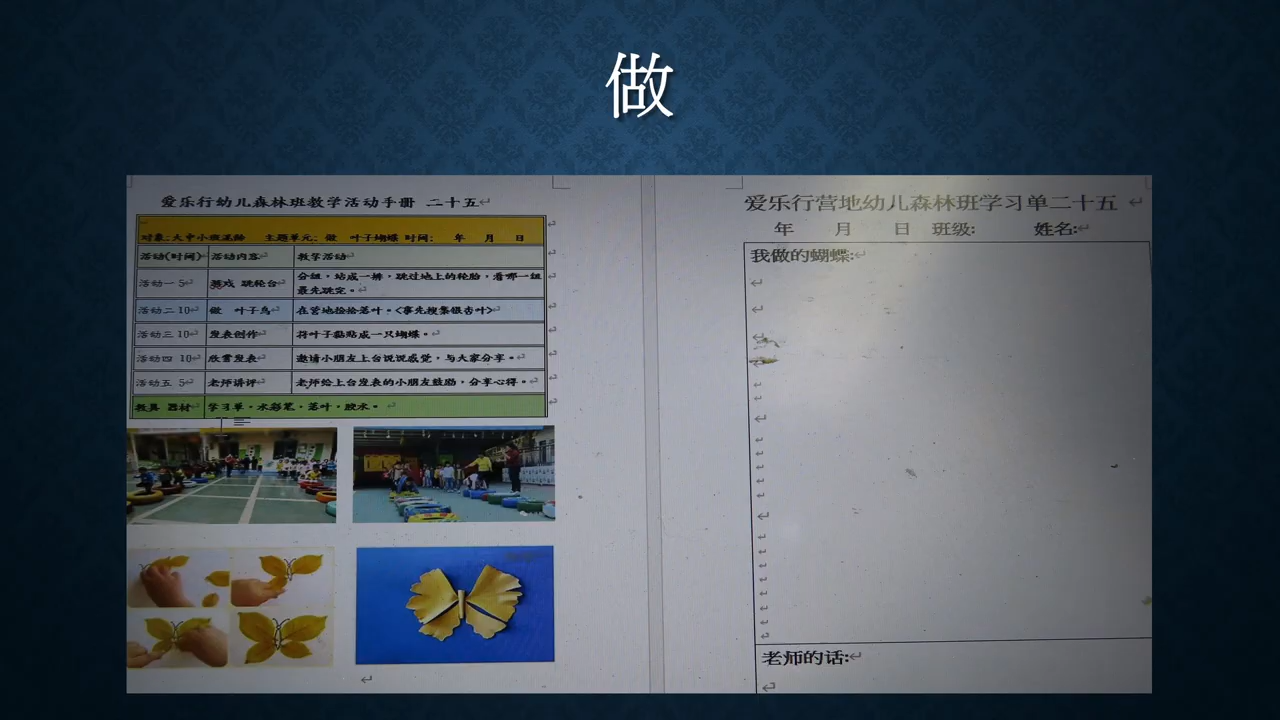 做
爱乐行幼儿森林班教学活动手册 二十五
对象:大中小班混龄 主题单元: 做 叶子蝴蝶 时间: 年 月 日
活动(时间) 活动内容 教学活动
活动一 5 游戏 跳轮台 分组,站成一排,跳过地上的轮胎,看哪一组
最先跳完。
活动二 10 做 叶子鸟 在营地捡捡落叶。<事先搜集银杏叶>
活动三 10 发表创作 将叶子黏贴成一只蝴蝶。
活动四 10 欣赏发表 邀请小朋友上台说说感觉,与大家分享。
活动五 5 老师讲评 老师给上台发表的小朋友鼓励,分享心得。
教具 器材 学习单,水彩笔,落叶,胶水。
爱乐行营地幼儿森林班学习单二十五
年 月 日 班级: 姓名:
我做的蝴蝶:
老师的话: